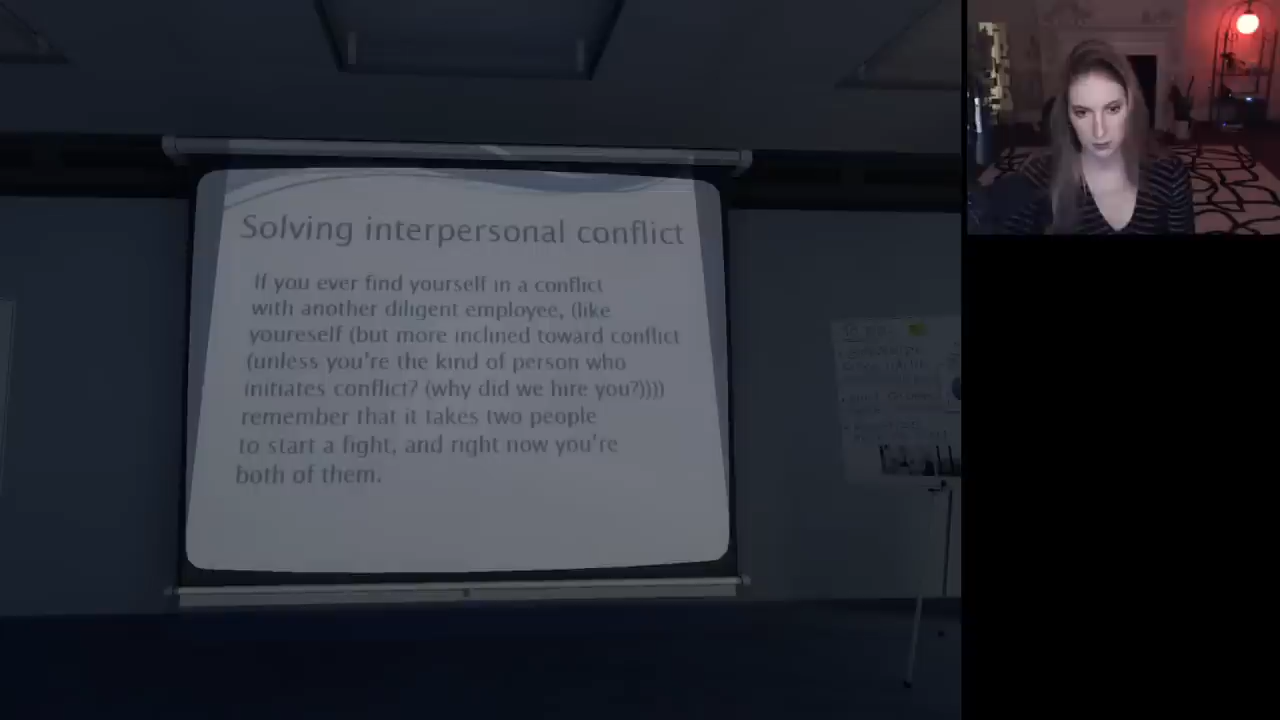 Solving interpersonal conflict
If you ever find yourself in a conflict
with another diligent employee, (like
youreself (but more inclined toward conflict
(unless you're the kind of person who
initiates conflict? (why did we hire you?))))
remember that it takes two people
to start a fight, and right now you're
both of them.